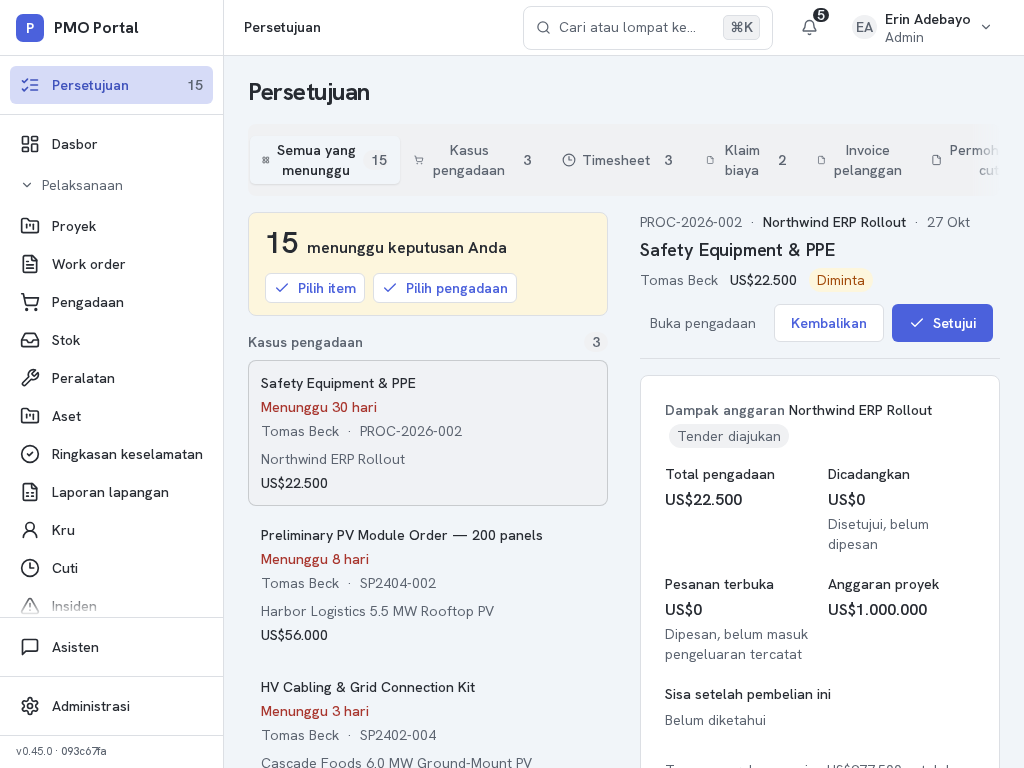 P PMO Portal
Persetujuan
Cari atau lompat ke...
⌘K
5
EA
Erin Adebayo
Admin
Persetujuan 15
Dasbor
Pelaksanaan
Proyek
Work order
Pengadaan
Stok
Peralatan
Aset
Ringkasan keselamatan
Laporan lapangan
Kru
Cuti
Insiden
Asisten
Administrasi
v0.45.0 · 093c67fa
Persetujuan
Semua yang menunggu 15
Kasus pengadaan 3
Timesheet 3
Klaim biaya 2
Invoice pelanggan
15 menunggu keputusan Anda
Pilih item
Pilih pengadaan
Kasus pengadaan 3
Safety Equipment & PPE
Menunggu 30 hari
Tomas Beck · PROC-2026-002
Northwind ERP Rollout
US$22.500
Preliminary PV Module Order — 200 panels
Menunggu 8 hari
Tomas Beck · SP2404-002
Harbor Logistics 5.5 MW Rooftop PV
US$56.000
HV Cabling & Grid Connection Kit
Menunggu 3 hari
Tomas Beck · SP2402-004
Cascade Foods 6.0 MW Ground-Mount PV
PROC-2026-002 · Northwind ERP Rollout · 27 Okt
Safety Equipment & PPE
Tomas Beck US$22.500 Diminta
Buka pengadaan
Kembalikan
Setujui
Dampak anggaran Northwind ERP Rollout
Tender diajukan
Total pengadaan
US$22.500
Dicadangkan
US$0
Disetujui, belum
dipesan
Pesanan terbuka
US$0
Dipesan, belum masuk
pengeluaran tercatat
Anggaran proyek
US$1.000.000
Sisa setelah pembelian ini
Belum diketahui